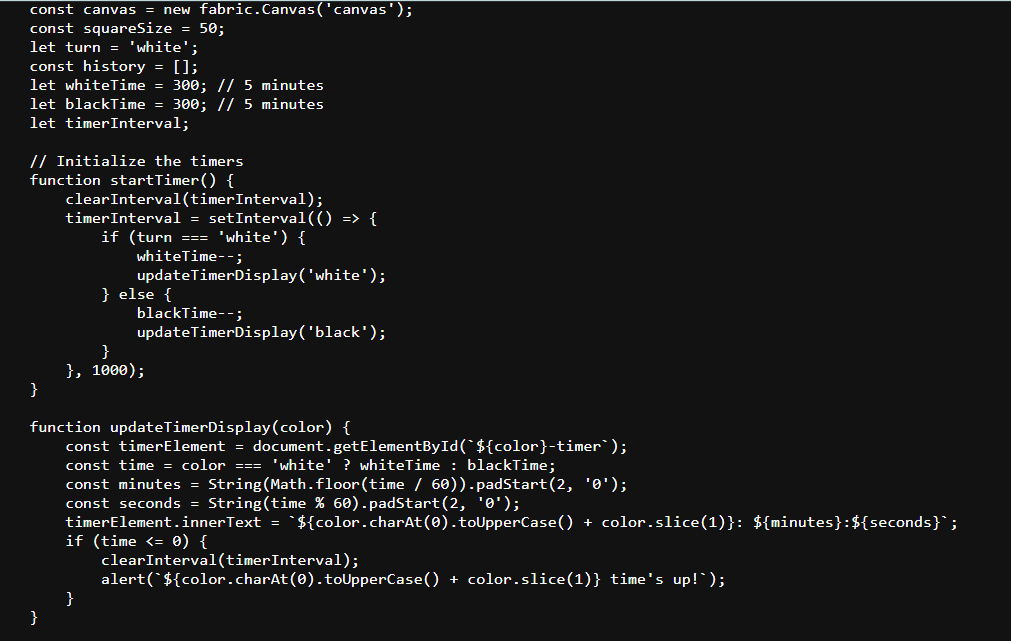 const canvas = new fabric.Canvas('canvas');
const squareSize = 50;
let turn = 'white';
const history = [];
let whiteTime = 300; // 5 minutes
let blackTime = 300; // 5 minutes
let timerInterval;

// Initialize the timers
function startTimer() {
    clearInterval(timerInterval);
    timerInterval = setInterval(() => {
        if (turn === 'white') {
            whiteTime--;
            updateTimerDisplay('white');
        } else {
            blackTime--;
            updateTimerDisplay('black');
        }
    }, 1000);
}

function updateTimerDisplay(color) {
    const timerElement = document.getElementById(`${color}-timer`);
    const time = color === 'white' ? whiteTime : blackTime;
    const minutes = String(Math.floor(time / 60)).padStart(2, '0');
    const seconds = String(time % 60).padStart(2, '0');
    timerElement.innerText = `${color.charAt(0).toUpperCase() + color.slice(1)}: ${minutes}:${seconds}`;
    if (time <= 0) {
        clearInterval(timerInterval);
        alert(`${color.charAt(0).toUpperCase() + color.slice(1)} time's up!`);
    }
}